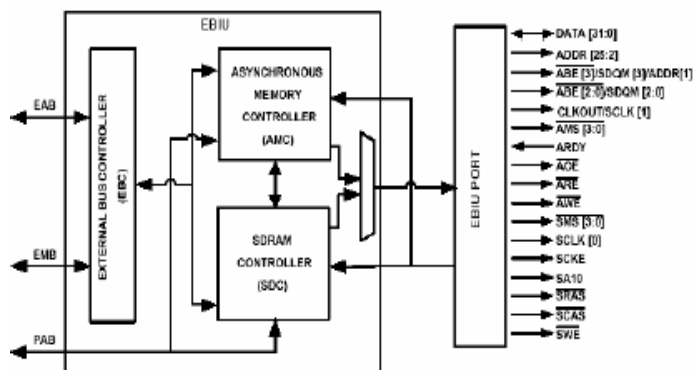 EBIU
EAB
EMB
PAB
EXTERNAL BUS CONTROLLER
(EBC)
ASYNCHRONOUS
MEMORY
CONTROLLER
(AMC)
SDRAM
CONTROLLER
(SDC)
EBIU PORT
DATA [31:0]
ADDR [25:2]
ABE [3]/SDQM [3]/ADDR[1]
ABE [2:0]/SDQM [2:0]
CLKOUT/SCLK [1]
AMS [3:0]
ARDY
AOE
ARE
AWE
SMS [3:0]
SCLK [0]
SCKE
SA10
SRAS
SCAS
SWE